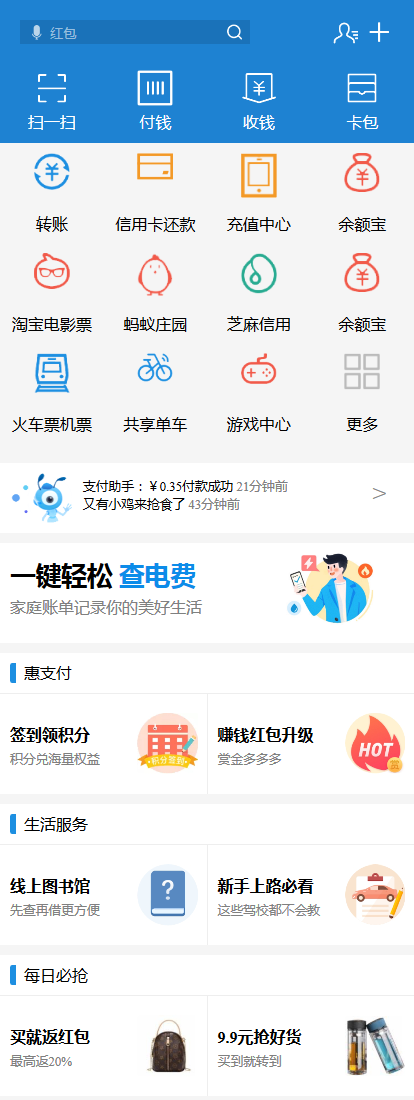 红包
扫一扫 付钱 收钱 卡包
转账 信用卡还款 充值中心 余额宝
淘宝电影票 蚂蚁庄园 芝麻信用 余额宝
火车票机票 共享单车 游戏中心 更多
支付助手：￥0.35付款成功 21分钟前
又有小鸡来抢食了 43分钟前
>
一键轻松 查电费
家庭账单记录你的美好生活
惠支付
签到领积分
积分兑海量权益
积分签到
赚钱红包升级
赏金多多多
HOT
赏
生活服务
线上图书馆
先查再借更方便
?
新手上路必看
这些驾校都不会教
每日必抢
买就返红包
最高返20%
9.9元抢好货
买到就转到